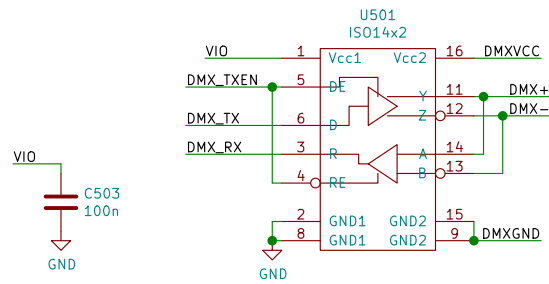 U501
ISO14x2
VIO 1 Vcc1 Vcc2 16 DMXVCC
DMX_TXEN 5 DE Y 11 DMX+
Z 12 DMX-
DMX_TX 6 D
DMX_RX 3 R A 14
4 RE B 13
VIO
C503
100n
GND
2 GND1 GND2 15
8 GND1 GND2 9 DMXGND
GND